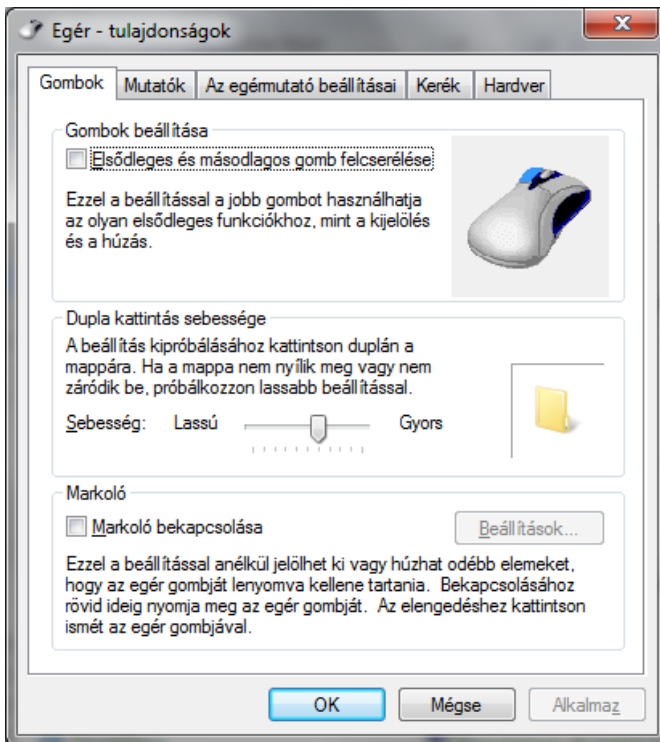 Egér - tulajdonságok
Gombok
Mutatók
Az egérmutató beállításai
Kerék
Hardver
Gombok beállítása
Elsődleges és másodlagos gomb felcserélése
Ezzel a beállítással a jobb gombot használhatja
az olyan elsődleges funkciókhoz, mint a kijelölés
és a húzás.
Dupla kattintás sebessége
A beállítás kipróbálásához kattintson duplán a
mappára. Ha a mappa nem nyílik meg vagy nem
záródik be, próbálkozzon lassabb beállítással.
Sebesség: Lassú Gyors
Markoló
Markoló bekapcsolása
Beállítások...
Ezzel a beállítással anélkül jelölhet ki vagy húzhat odébb elemeket,
hogy az egér gombját lenyomva kellene tartania. Bekapcsolásához
rövid ideig nyomja meg az egér gombját. Az elengedéshez kattintson
ismét az egér gombjával.
OK
Mégse
Alkalmaz